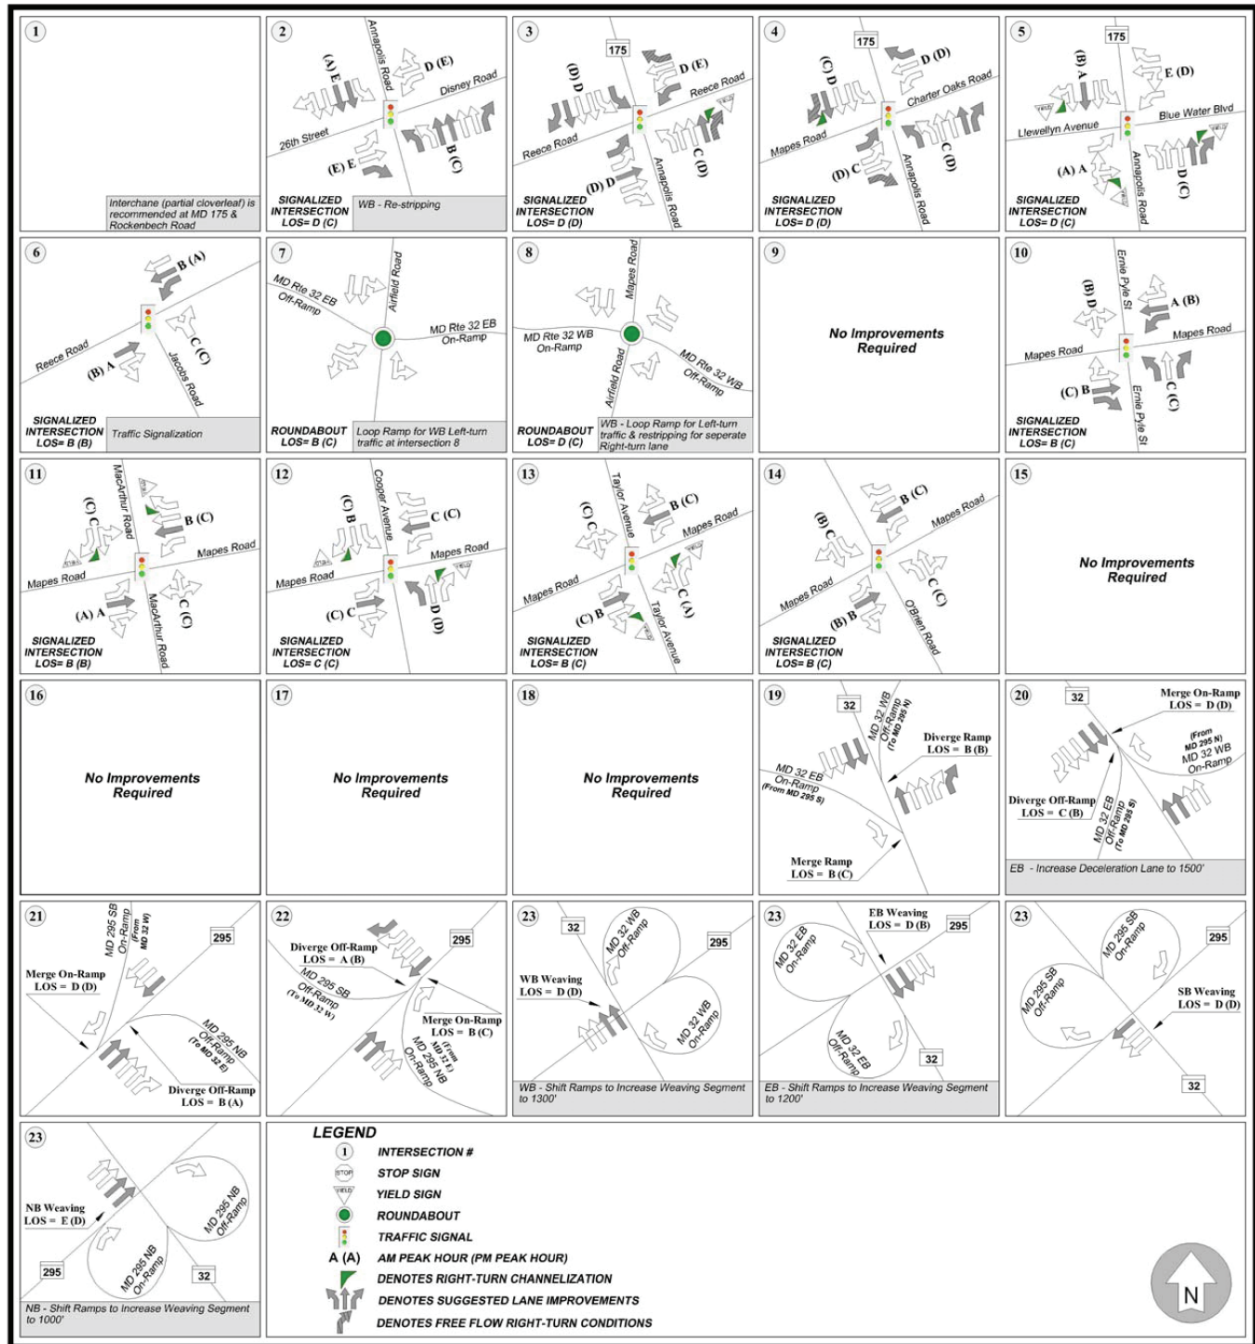 1
Interchane (partial cloverleaf) is
recommended at MD 175 &
Rockenbech Road
2
Annapolis Road
(A) E
D (E)
Disney Road
26th Street
(E) E
B (C)
SIGNALIZED
INTERSECTION
LOS= D (C)
WB - Re-stripping
3
175
(D) D
D (E)
Reece Road
YIELD
Reece Road
(D) D
C (D)
Annapolis Road
SIGNALIZED
INTERSECTION
LOS= D (D)
4
175
(C) D
D (D)
Charter Oaks Road
Mapes Road
(D) C
C (D)
Annapolis Road
SIGNALIZED
INTERSECTION
LOS= D (D)
5
175
(B) A
E (D)
YIELD
Blue Water Blvd
Llewellyn Avenue
YIELD
(A) A
D (C)
Annapolis Road
YIELD
SIGNALIZED
INTERSECTION
LOS= D (C)
6
B (A)
Reece Road
C (C)
(B) A
Jacobs Road
SIGNALIZED
INTERSECTION
LOS= B (B)
Traffic Signalization
7
Airfield Road
MD Rte 32 EB
Off-Ramp
MD Rte 32 EB
On-Ramp
ROUNDABOUT
LOS= B (C)
Loop Ramp for WB Left-turn
traffic at intersection 8
8
Mapes Road
MD Rte 32 WB
On-Ramp
MD Rte 32 WB
Off-Ramp
Airfield Road
ROUNDABOUT
LOS= D (C)
WB - Loop Ramp for Left-turn
traffic & restripping for seperate
Right-turn lane
9
No Improvements
Required
10
Ernie Pyle St
(B) D
A (B)
Mapes Road
Mapes Road
(C) B
C (C)
Ernie Pyle St
SIGNALIZED
INTERSECTION
LOS= B (C)
11
MacArthur Road
(C) C
B (C)
Mapes Road
Mapes Road
(A) A
C (C)
MacArthur Road
SIGNALIZED
INTERSECTION
LOS= B (B)
12
Cooper Avenue
(C) B
C (C)
Mapes Road
Mapes Road
(C) C
D (D)
SIGNALIZED
INTERSECTION
LOS= C (C)
13
Taylor Avenue
(C) C
B (C)
Mapes Road
Mapes Road
(C) B
C (A)
Taylor Avenue
SIGNALIZED
INTERSECTION
LOS= B (C)
14
(B) C
B (C)
Mapes Road
Mapes Road
(B) B
C (C)
O'Brien Road
SIGNALIZED
INTERSECTION
LOS= B (C)
15
No Improvements
Required
16
No Improvements
Required
17
No Improvements
Required
18
No Improvements
Required
19
32
MD 32 WB
Off-Ramp
(To MD 295 N)
Diverge Ramp
LOS = B (B)
MD 32 EB
On-Ramp
(From MD 295 S)
Merge Ramp
LOS = B (C)
20
32
Merge On-Ramp
LOS = D (D)
(From
MD 295 N)
MD 32 WB
On-Ramp
Diverge Off-Ramp
LOS = C (B)
MD 32 EB
Off-Ramp
(To MD 295 S)
EB - Increase Deceleration Lane to 1500'
21
MD 295 SB
On-Ramp
(From
MD 32 W)
295
Merge On-Ramp
LOS = D (D)
MD 295 NB
Off-Ramp
(To MD 32 E)
Diverge Off-Ramp
LOS = B (A)
22
295
Diverge Off-Ramp
LOS = A (B)
MD 295 SB
Off-Ramp
(To MD 32 W)
Merge On-Ramp
LOS = B (C)
(From
MD 32 E)
MD 295 NB
On-Ramp
23
32
MD 32 WB
Off-Ramp
295
WB Weaving
LOS = D (D)
MD 32 WB
On-Ramp
WB - Shift Ramps to Increase Weaving Segment
to 1300'
23
EB Weaving
LOS = D (B)
295
MD 32 EB
On-Ramp
MD 32 EB
Off-Ramp
32
EB - Shift Ramps to Increase Weaving Segment
to 1200'
23
MD 295 SB
On-Ramp
295
MD 295 SB
Off-Ramp
SB Weaving
LOS = D (D)
32
23
NB Weaving
LOS = E (D)
MD 295 NB
Off-Ramp
MD 295 NB
On-Ramp
295
32
NB - Shift Ramps to Increase Weaving Segment
to 1000'
LEGEND
1 INTERSECTION #
STOP STOP SIGN
YIELD YIELD SIGN
ROUNDABOUT
TRAFFIC SIGNAL
A (A) AM PEAK HOUR (PM PEAK HOUR)
DENOTES RIGHT-TURN CHANNELIZATION
DENOTES SUGGESTED LANE IMPROVEMENTS
DENOTES FREE FLOW RIGHT-TURN CONDITIONS
N